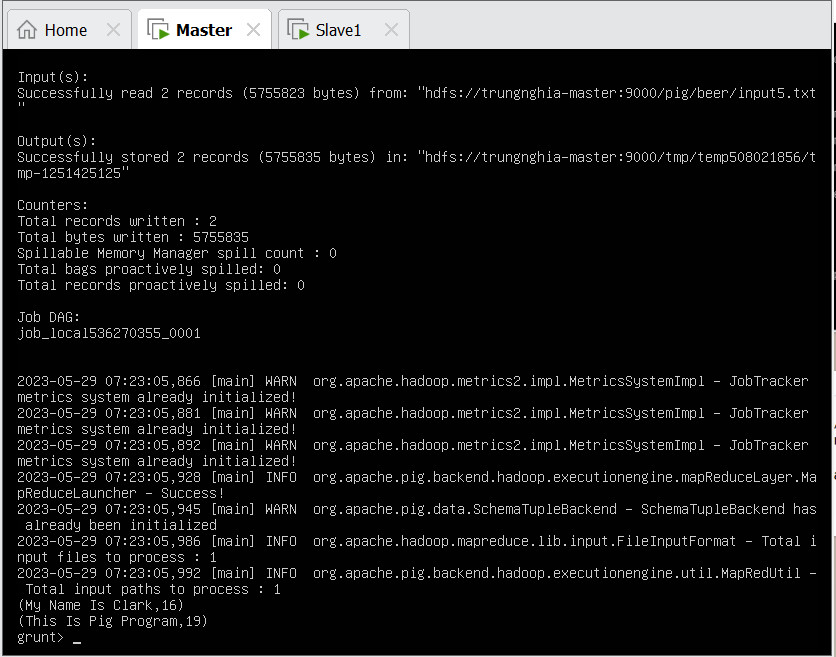 Home
Master
Slave1
Input(s):
Successfully read 2 records (5755823 bytes) from: "hdfs://trungnghia-master:9000/pig/beer/input5.txt
"
Output(s):
Successfully stored 2 records (5755835 bytes) in: "hdfs://trungnghia-master:9000/tmp/temp508021856/t
mp-1251425125"
Counters:
Total records written : 2
Total bytes written : 5755835
Spillable Memory Manager spill count : 0
Total bags proactively spilled: 0
Total records proactively spilled: 0
Job DAG:
job_local536270355_0001
2023-05-29 07:23:05,866 [main] WARN  org.apache.hadoop.metrics2.impl.MetricsSystemImpl - JobTracker
metrics system already initialized!
2023-05-29 07:23:05,881 [main] WARN  org.apache.hadoop.metrics2.impl.MetricsSystemImpl - JobTracker
metrics system already initialized!
2023-05-29 07:23:05,892 [main] WARN  org.apache.hadoop.metrics2.impl.MetricsSystemImpl - JobTracker
metrics system already initialized!
2023-05-29 07:23:05,928 [main] INFO  org.apache.pig.backend.hadoop.executionengine.mapReduceLayer.Ma
pReduceLauncher - Success!
2023-05-29 07:23:05,945 [main] WARN  org.apache.pig.data.SchemaTupleBackend - SchemaTupleBackend has
 already been initialized
2023-05-29 07:23:05,986 [main] INFO  org.apache.hadoop.mapreduce.lib.input.FileInputFormat - Total i
nput files to process : 1
2023-05-29 07:23:05,992 [main] INFO  org.apache.pig.backend.hadoop.executionengine.util.MapRedUtil -
 Total input paths to process : 1
(My Name Is Clark,16)
(This Is Pig Program,19)
grunt> _